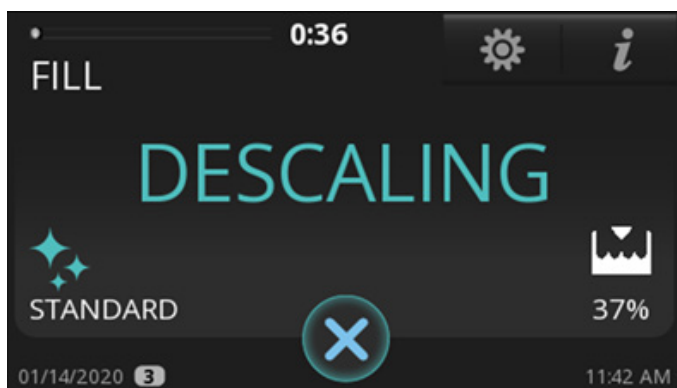 0:36
FILL
DESCALING
STANDARD
37%
01/14/2020 3
11:42 AM